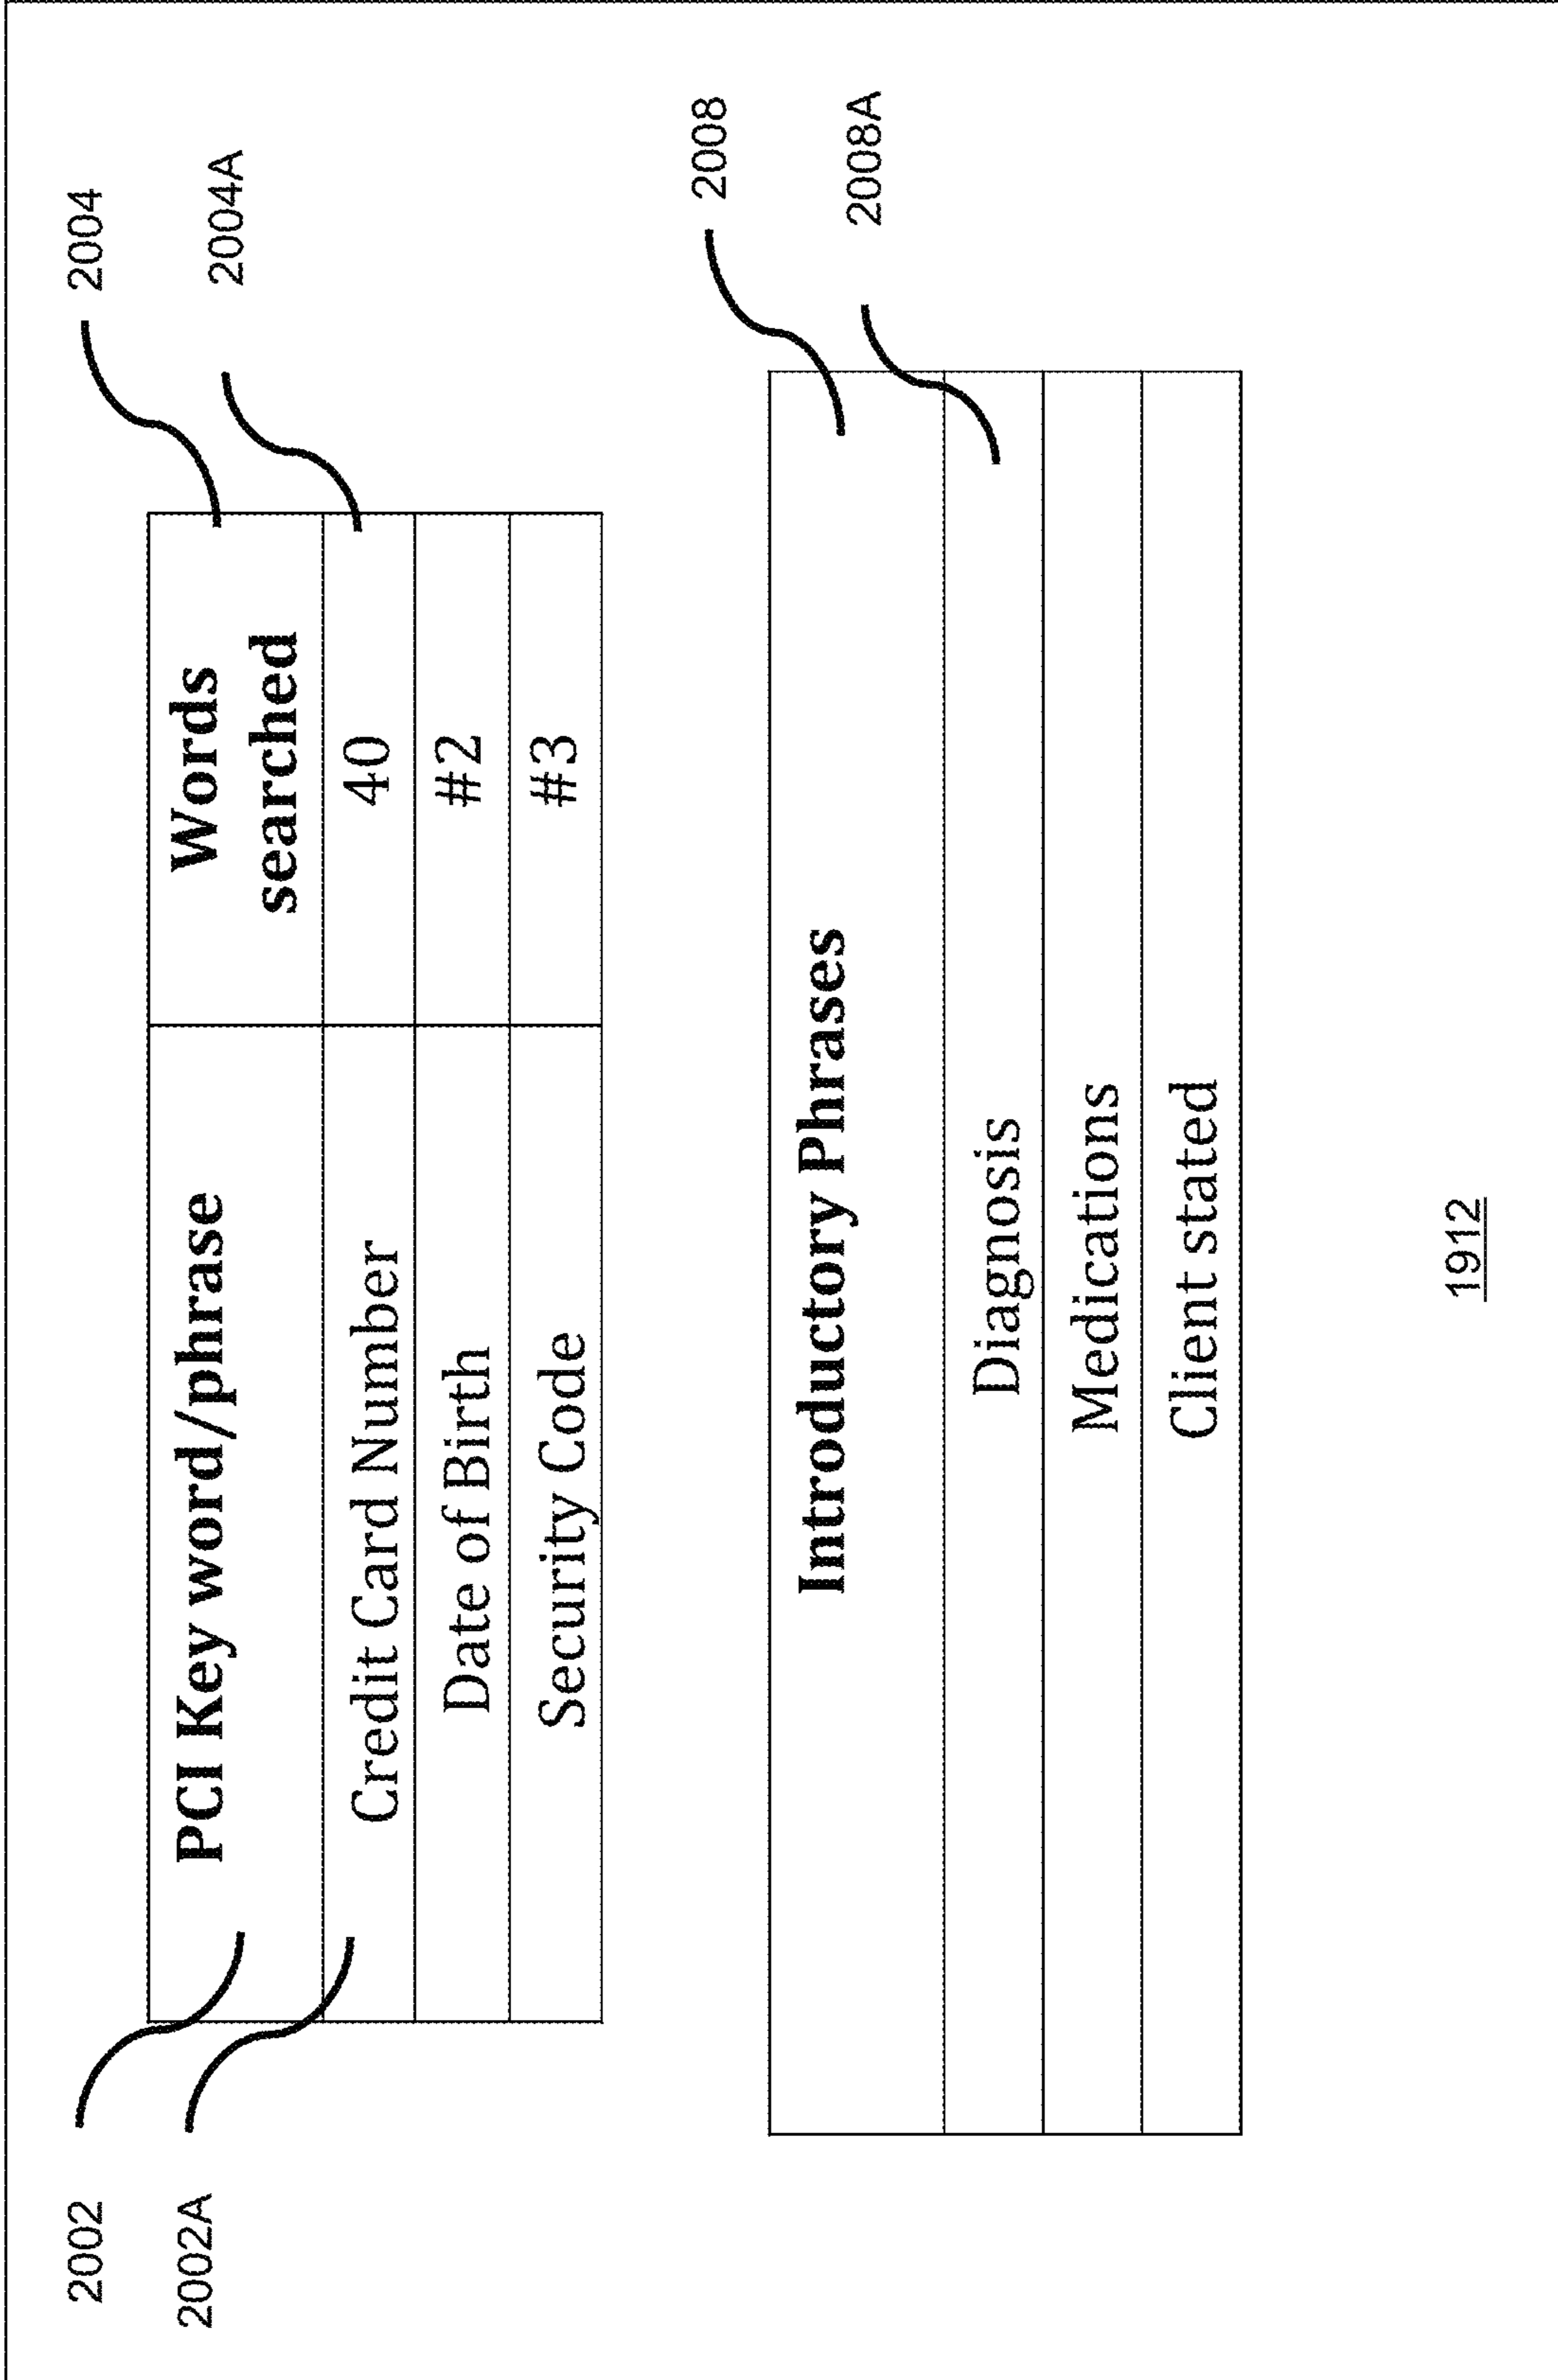 2002
2004
2002A
2004A
PCI Key word/phrase
Words
searched
Credit Card Number
40
Date of Birth
#2
Security Code
#3
2008
2008A
Introductory Phrases
Diagnosis
Medications
Client stated
1912